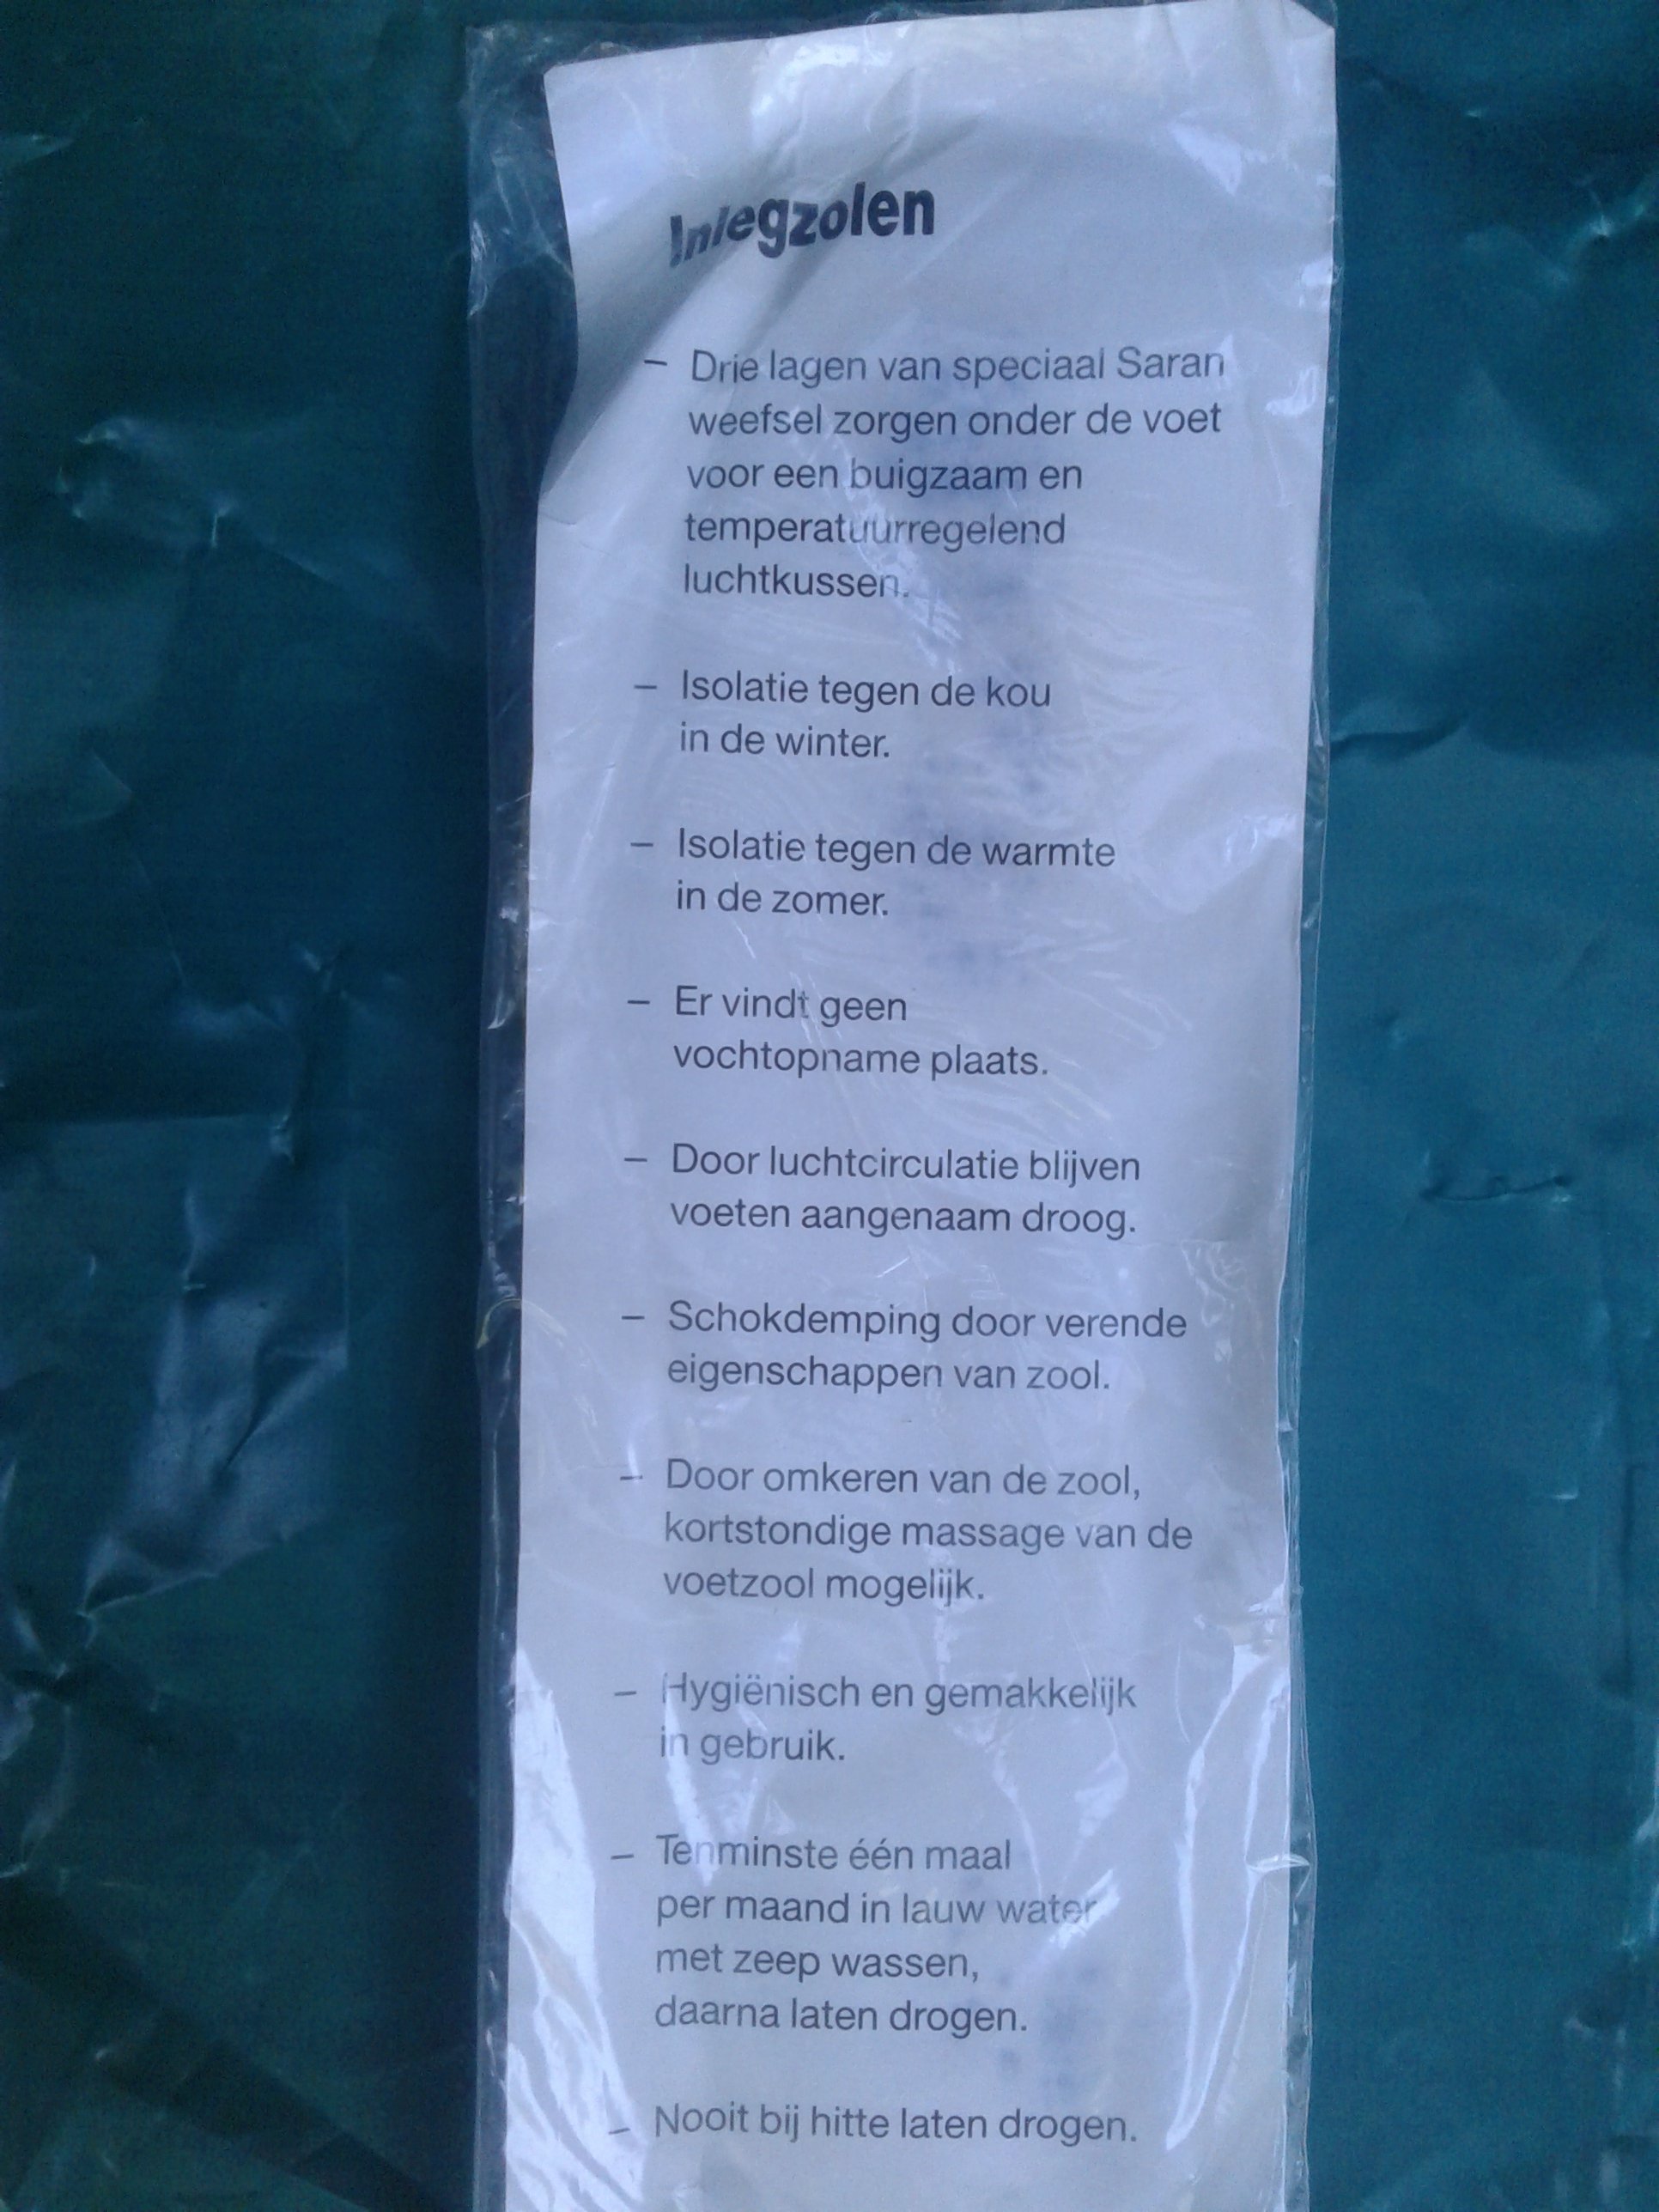 Inlegzolen
– Drie lagen van speciaal Saran
weefsel zorgen onder de voet
voor een buigzaam en
temperatuurregelend
luchtkussen.
– Isolatie tegen de kou
in de winter.
– Isolatie tegen de warmte
in de zomer.
– Er vindt geen
vochtopname plaats.
– Door luchtcirculatie blijven
voeten aangenaam droog.
– Schokdemping door verende
eigenschappen van zool.
– Door omkeren van de zool,
kortstondige massage van de
voetzool mogelijk.
– Hygiënisch en gemakkelijk
in gebruik.
– Tenminste één maal
per maand in lauw water
met zeep wassen,
daarna laten drogen.
– Nooit bij hitte laten drogen.